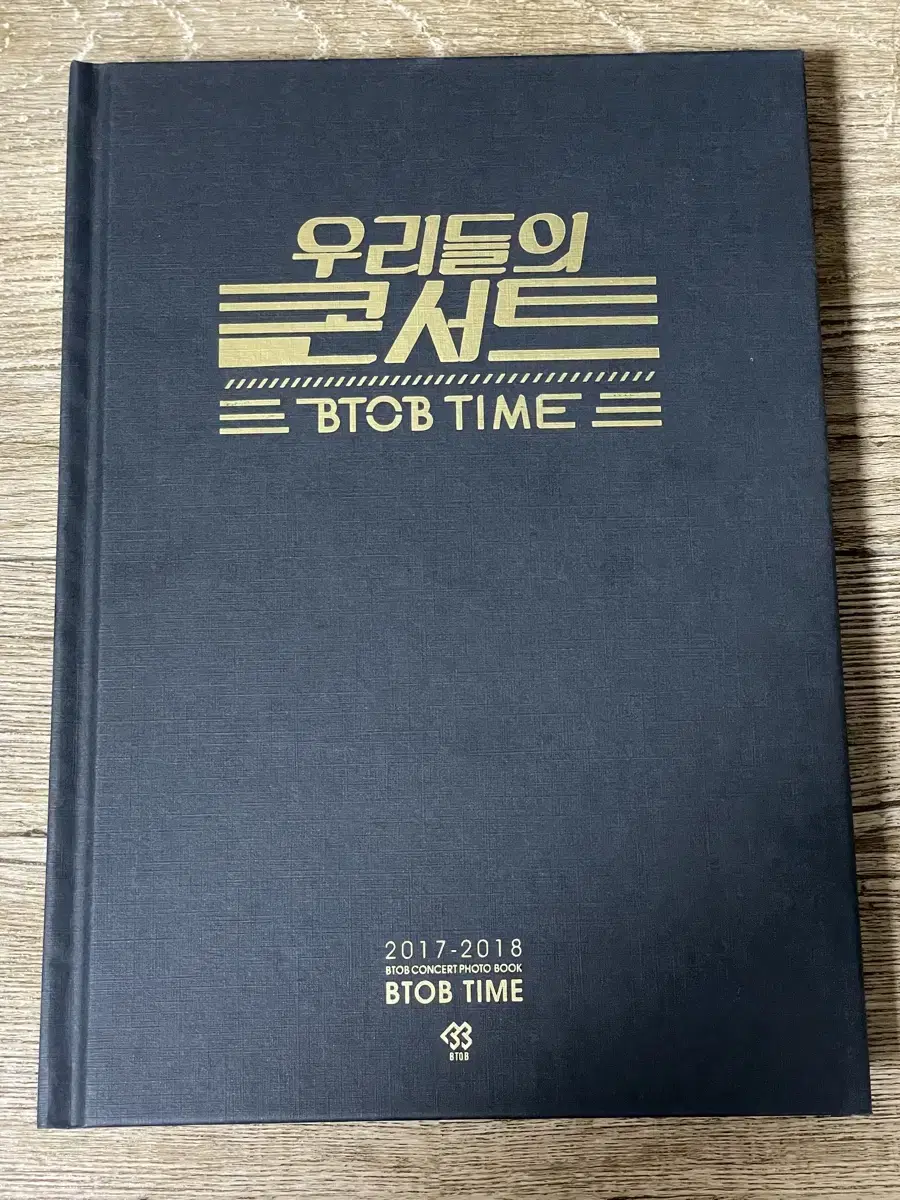 우리들의
콘서트
BTOB TIME
2017-2018
BTOB CONCERT PHOTO BOOK
BTOB TIME
BTOB